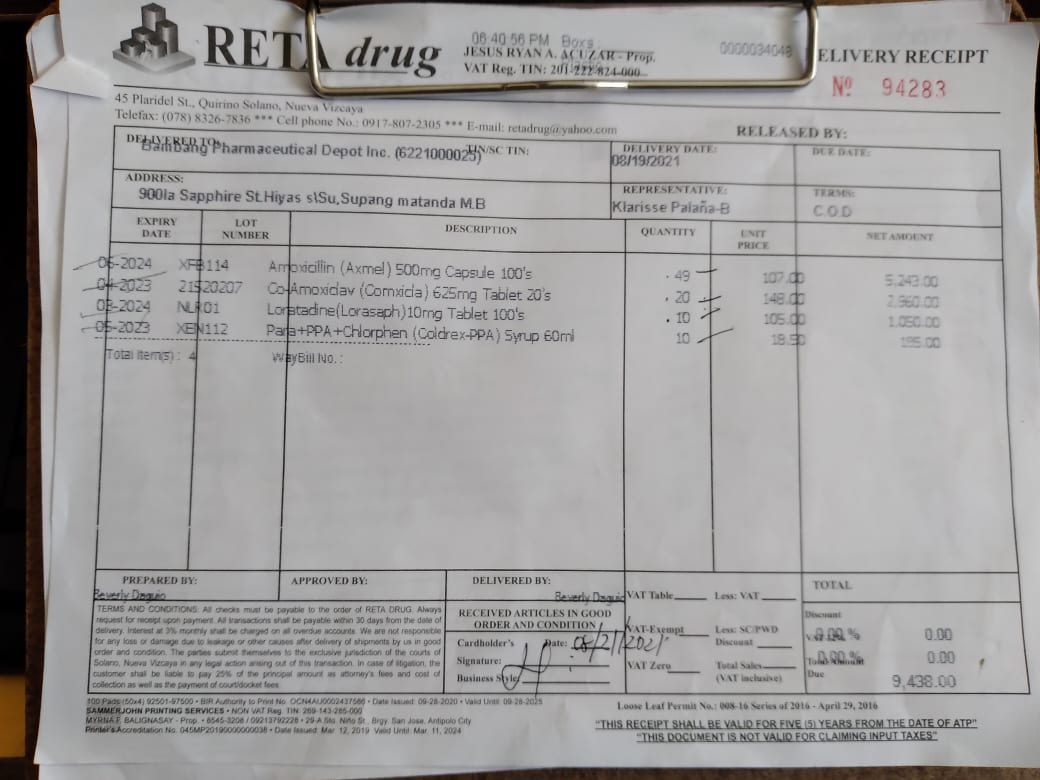 RETA drug
06:40:56 PM Boxs:
JESUS RYAN A. ACUZAR - Prop.
VAT Reg. TIN: 201-222-824-000
0000034048
DELIVERY RECEIPT
Nº 94283
45 Plaridel St., Quirino Solano, Nueva Vizcaya
Telefax: (078) 8326-7836 *** Cell phone No.: 0917-807-2305 *** E-mail: retadrug@yahoo.com
RELEASED BY:
DELIVERED TO: TIN/SC TIN:
Bambang Pharmaceutical Depot Inc. (6221000025)
DELIVERY DATE:
08/19/2021
DUE DATE:
ADDRESS:
900la Sapphire St.Hiyas s\Su,Supang matanda M.B
REPRESENTATIVE:
Klarisse Palaña-B
TERMS:
C.O.D
EXPIRY DATE LOT NUMBER DESCRIPTION QUANTITY UNIT PRICE NET AMOUNT
06-2024 XFB114 Amoxicillin (Axmel) 500mg Capsule 100's 49 107.00 5,243.00
04-2023 21520207 Co-Amoxiclav (Comxicla) 625mg Tablet 20's 20 148.00 2,960.00
03-2024 NLR01 Loratadine(Lorasaph)10mg Tablet 100's 10 105.00 1,050.00
05-2023 XEN112 Para+PPA+Chlorphen (Coldrex-PPA) Syrup 60ml 10 18.50 185.00
Total Item(s) : 4 WayBill No. :
PREPARED BY:
Beverly Daguio
APPROVED BY:
DELIVERED BY:
Beverly Daguio
TERMS AND CONDITIONS: All checks must be payable to the order of RETA DRUG. Always
request for receipt upon payment. All transactions shall be payable within 30 days from the date of
delivery. Interest at 3% monthly shall be charged on all overdue accounts. We are not responsible
for any loss or damage due to leakage or other causes after delivery of shipments by us in good
order and condition. The parties submit themselves to the exclusive jurisdiction of the courts of
Solano, Nueva Vizcaya in any legal action arising out of this transaction. In case of litigation, the
customer shall be liable to pay 25% of the principal amount as attorney's fees and cost of
collection as well as the payment of court/docket fees.
RECEIVED ARTICLES IN GOOD
ORDER AND CONDITION
Cardholder's Date: 08/21/2021
Signature:
Business Style:
VAT Table Less: VAT
VAT-Exempt Less: SC/PWD
Discount
VAT Zero Total Sales
(VAT inclusive)
TOTAL
Discount
0.00 % 0.00
0.00 % 0.00
Total Amount
Due
9,438.00
100 Pads (50x4) 92501-97500 • BIR Authority to Print No. OCN4AU0002437586 • Date Issued: 09-28-2020 • Valid Until: 09-28-2025
SAMMERJOHN PRINTING SERVICES • NON VAT Reg. TIN: 269-143-265-000
MYRNA F. BALIGNASAY - Prop. • 8545-3208 / 09213792228 • 29-A Sto. Niño St., Brgy. San Jose, Antipolo City
Printer's Accreditation No. 045MP20190000000038 • Date Issued: Mar. 12, 2019 Valid Until: Mar. 11, 2024
Loose Leaf Permit No.: 008-16 Series of 2016 - April 29, 2016
"THIS RECEIPT SHALL BE VALID FOR FIVE (5) YEARS FROM THE DATE OF ATP"
"THIS DOCUMENT IS NOT VALID FOR CLAIMING INPUT TAXES"